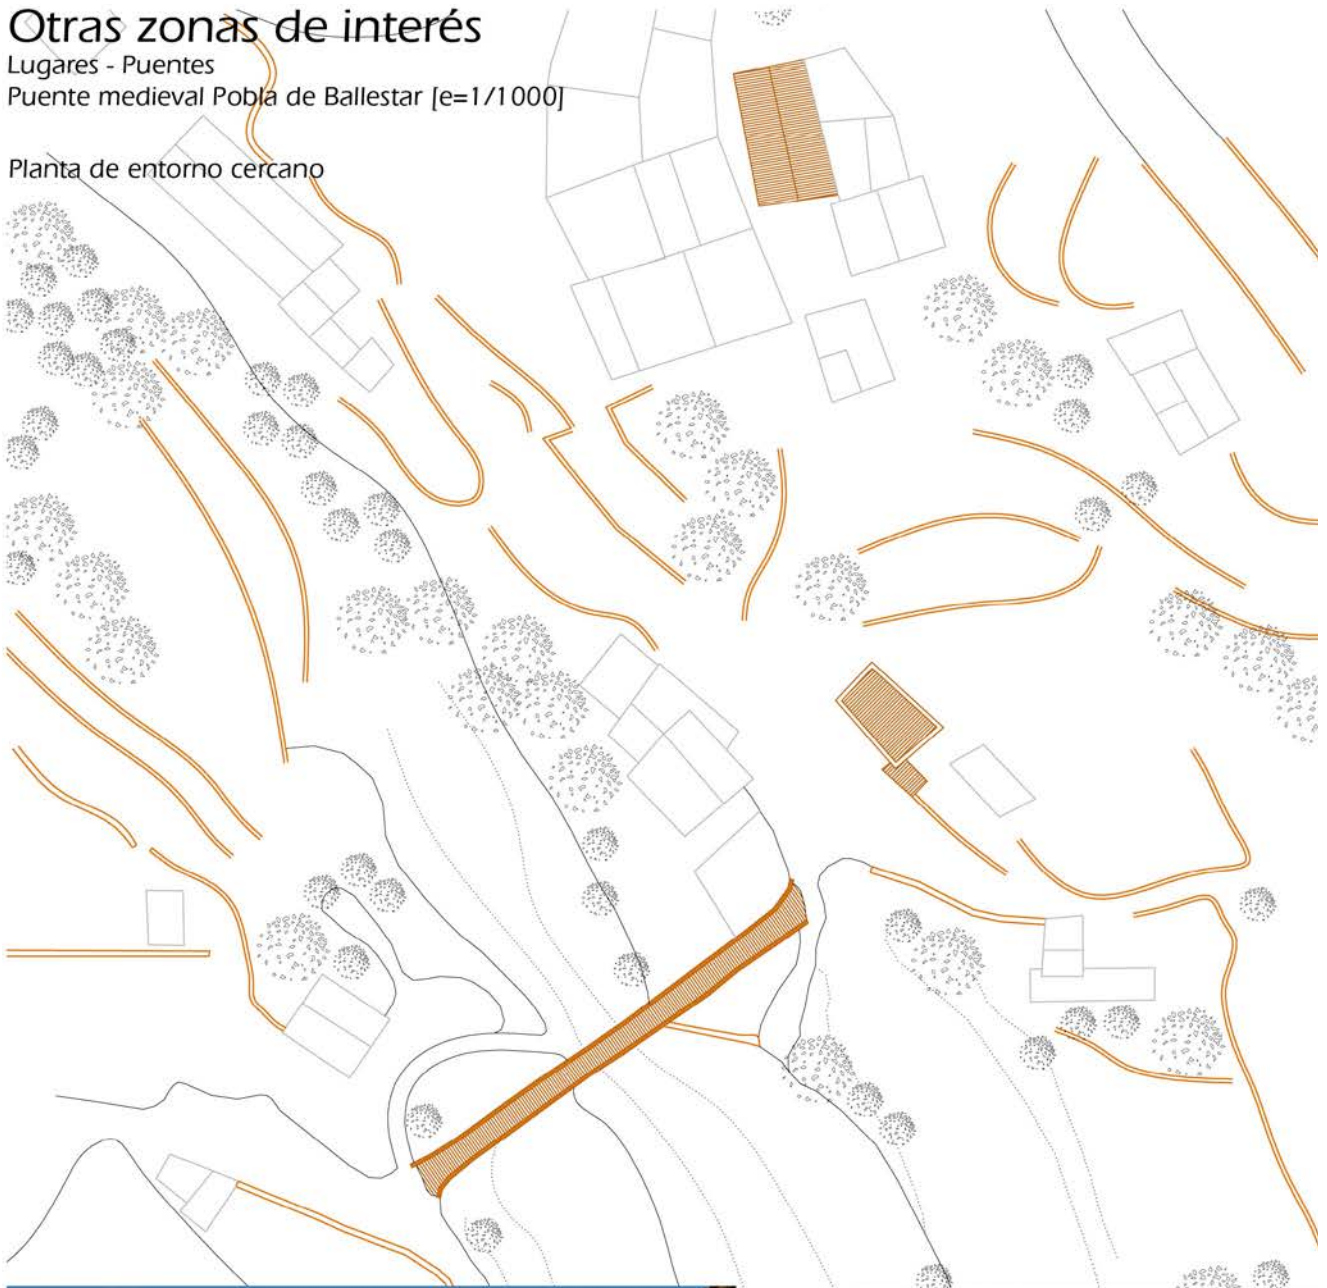 Otras zonas de interés
Lugares - Puentes
Puente medieval Pobla de Ballestar [e=1/1000]
Planta de entorno cercano